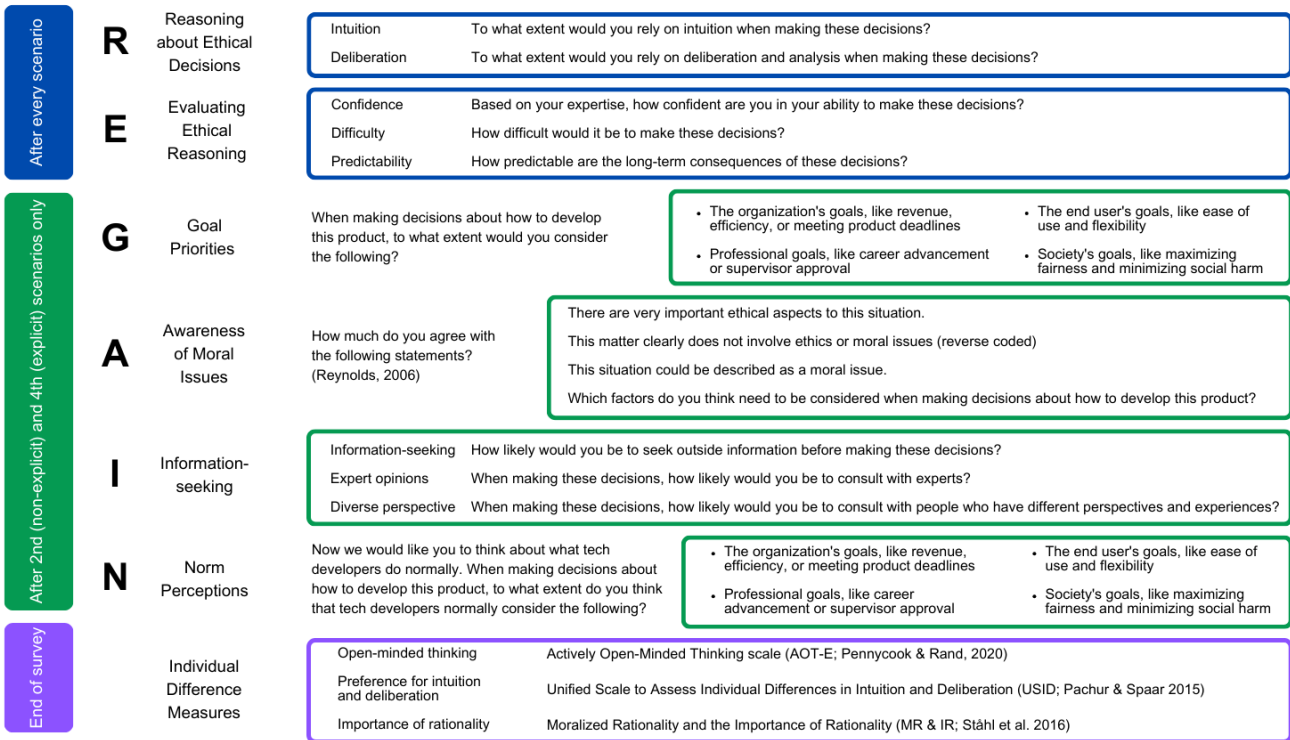 After every scenario
R
Reasoning
about Ethical
Decisions
Intuition To what extent would you rely on intuition when making these decisions?
Deliberation To what extent would you rely on deliberation and analysis when making these decisions?
E
Evaluating
Ethical
Reasoning
Confidence Based on your expertise, how confident are you in your ability to make these decisions?
Difficulty How difficult would it be to make these decisions?
Predictability How predictable are the long-term consequences of these decisions?
After 2nd (non-explicit) and 4th (explicit) scenarios only
G
Goal
Priorities
When making decisions about how to develop
this product, to what extent would you consider
the following?
• The organization's goals, like revenue,
efficiency, or meeting product deadlines
• Professional goals, like career advancement
or supervisor approval
• The end user's goals, like ease of
use and flexibility
• Society's goals, like maximizing
fairness and minimizing social harm
A
Awareness
of Moral
Issues
How much do you agree with
the following statements?
(Reynolds, 2006)
There are very important ethical aspects to this situation.
This matter clearly does not involve ethics or moral issues (reverse coded)
This situation could be described as a moral issue.
Which factors do you think need to be considered when making decisions about how to develop this product?
I
Information-
seeking
Information-seeking How likely would you be to seek outside information before making these decisions?
Expert opinions When making these decisions, how likely would you be to consult with experts?
Diverse perspective When making these decisions, how likely would you be to consult with people who have different perspectives and experiences?
N
Norm
Perceptions
Now we would like you to think about what tech
developers do normally. When making decisions about
how to develop this product, to what extent do you think
that tech developers normally consider the following?
• The organization's goals, like revenue,
efficiency, or meeting product deadlines
• Professional goals, like career
advancement or supervisor approval
• The end user's goals, like ease of
use and flexibility
• Society's goals, like maximizing
fairness and minimizing social harm
End of survey
Individual
Difference
Measures
Open-minded thinking Actively Open-Minded Thinking scale (AOT-E; Pennycook & Rand, 2020)
Preference for intuition
and deliberation Unified Scale to Assess Individual Differences in Intuition and Deliberation (USID; Pachur & Spaar 2015)
Importance of rationality Moralized Rationality and the Importance of Rationality (MR & IR; Ståhl et al. 2016)